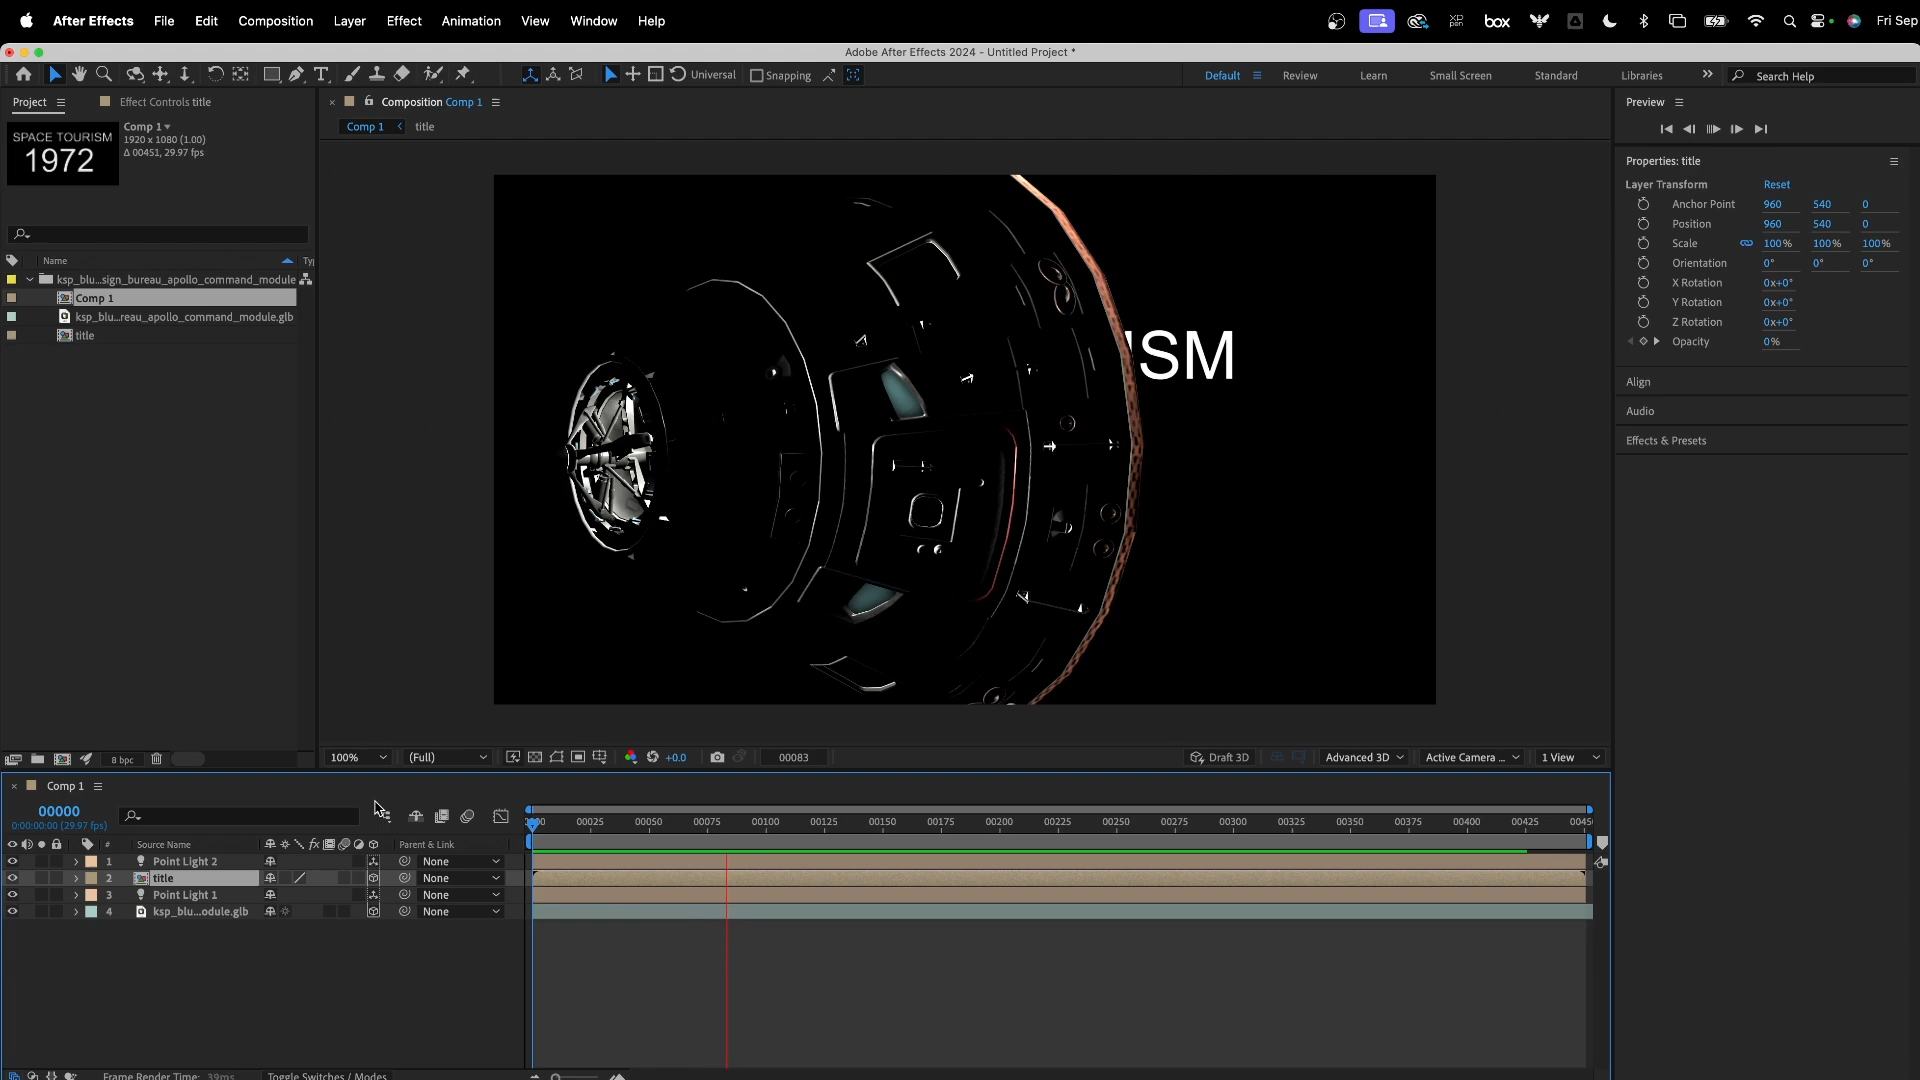 After Effects File Edit Composition Layer Effect Animation View Window Help box Fri Sep
Adobe After Effects 2024 - Untitled Project *
Universal Snapping Default Review Learn Small Screen Standard Libraries Search Help
Project Effect Controls title
Comp 1
1920 x 1080 (1.00)
Δ 00451, 29.97 fps
SPACE TOURISM
1972
Name
ksp_blu...sign_bureau_apollo_command_module
Comp 1
ksp_blu...reau_apollo_command_module.glb
title
8 bpc
Composition Comp 1
Comp 1 title
ISM
100% (Full) +0.0 00083 Draft 3D Advanced 3D Active Camera ... 1 View
Preview
Properties: title
Layer Transform Reset
Anchor Point 960 540 0
Position 960 540 0
Scale 100% 100% 100%
Orientation 0° 0° 0°
X Rotation 0x+0°
Y Rotation 0x+0°
Z Rotation 0x+0°
Opacity 0%
Align
Audio
Effects & Presets
Comp 1
00000
0:00:00:00 (29.97 fps)
00025 00050 00075 00100 00125 00150 00175 00200 00225 00250 00275 00300 00325 00350 00375 00400 00425
# Source Name fx Parent & Link
1 Point Light 2 None
2 title None
3 Point Light 1 None
4 ksp_blu...odule.glb None
Frame Render Time: 39ms Toggle Switches / Modes